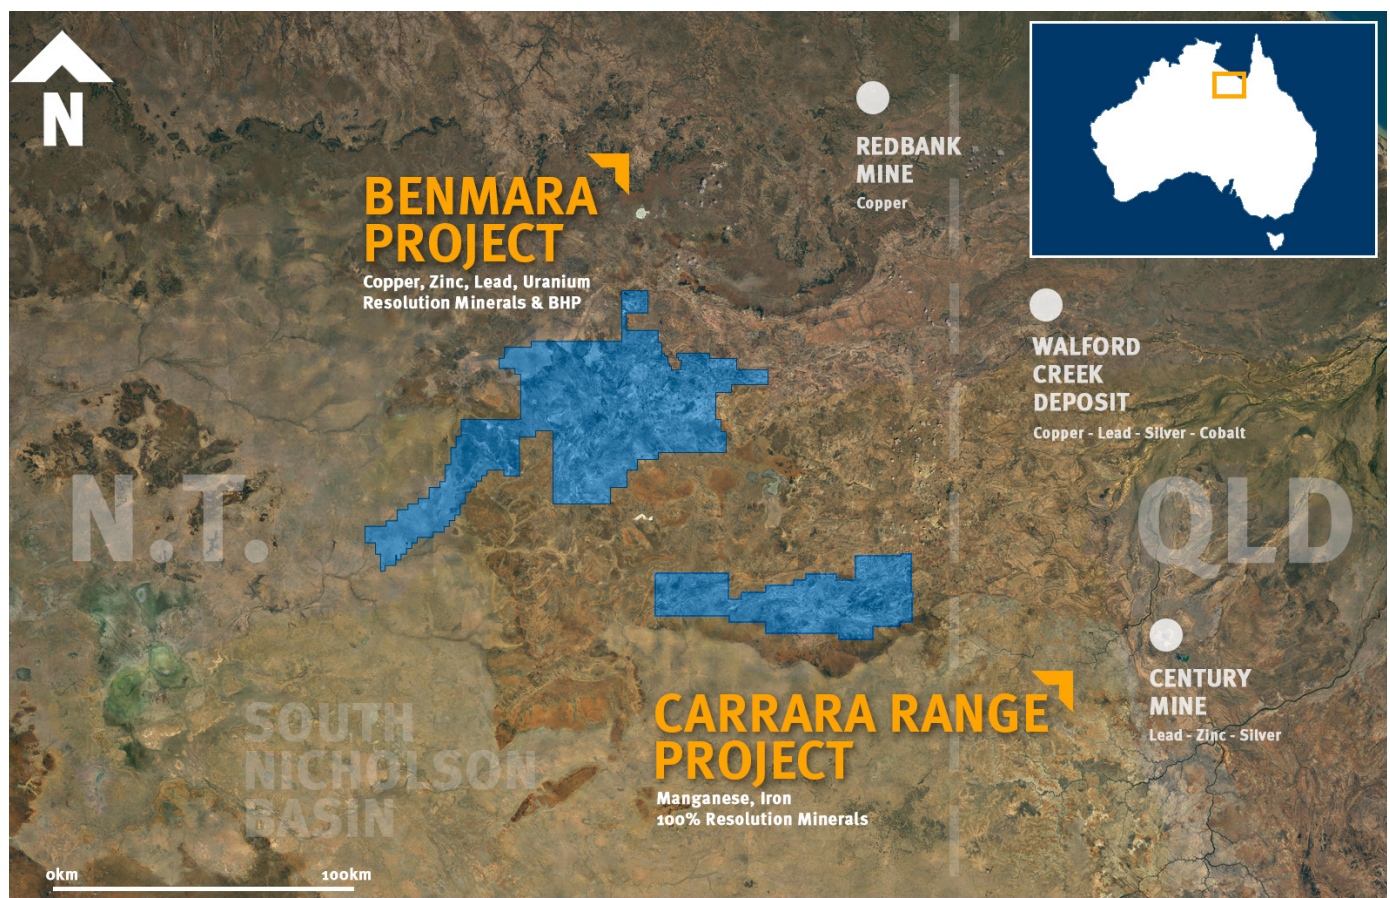 N
REDBANK
MINE
Copper
BENMARA
PROJECT
Copper, Zinc, Lead, Uranium
Resolution Minerals & BHP
WALFORD
CREEK
DEPOSIT
Copper - Lead - Silver - Cobalt
N.T.
QLD
CENTURY
MINE
Lead - Zinc - Silver
CARRARA RANGE
PROJECT
Manganese, Iron
100% Resolution Minerals
SOUTH
NICHOLSON
BASIN
0km 100km